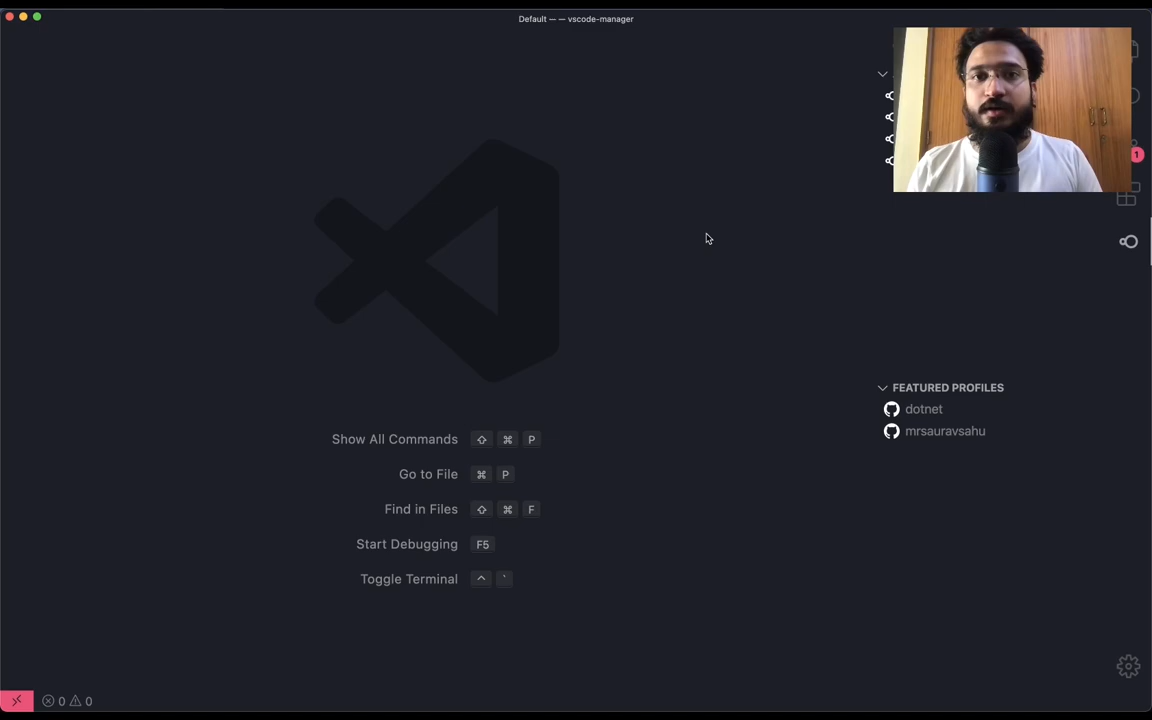 Default — — vscode-manager
1
FEATURED PROFILES
dotnet
mrsauravsahu
Show All Commands ⇧ ⌘ P
Go to File ⌘ P
Find in Files ⇧ ⌘ F
Start Debugging F5
Toggle Terminal ^ `
0 0